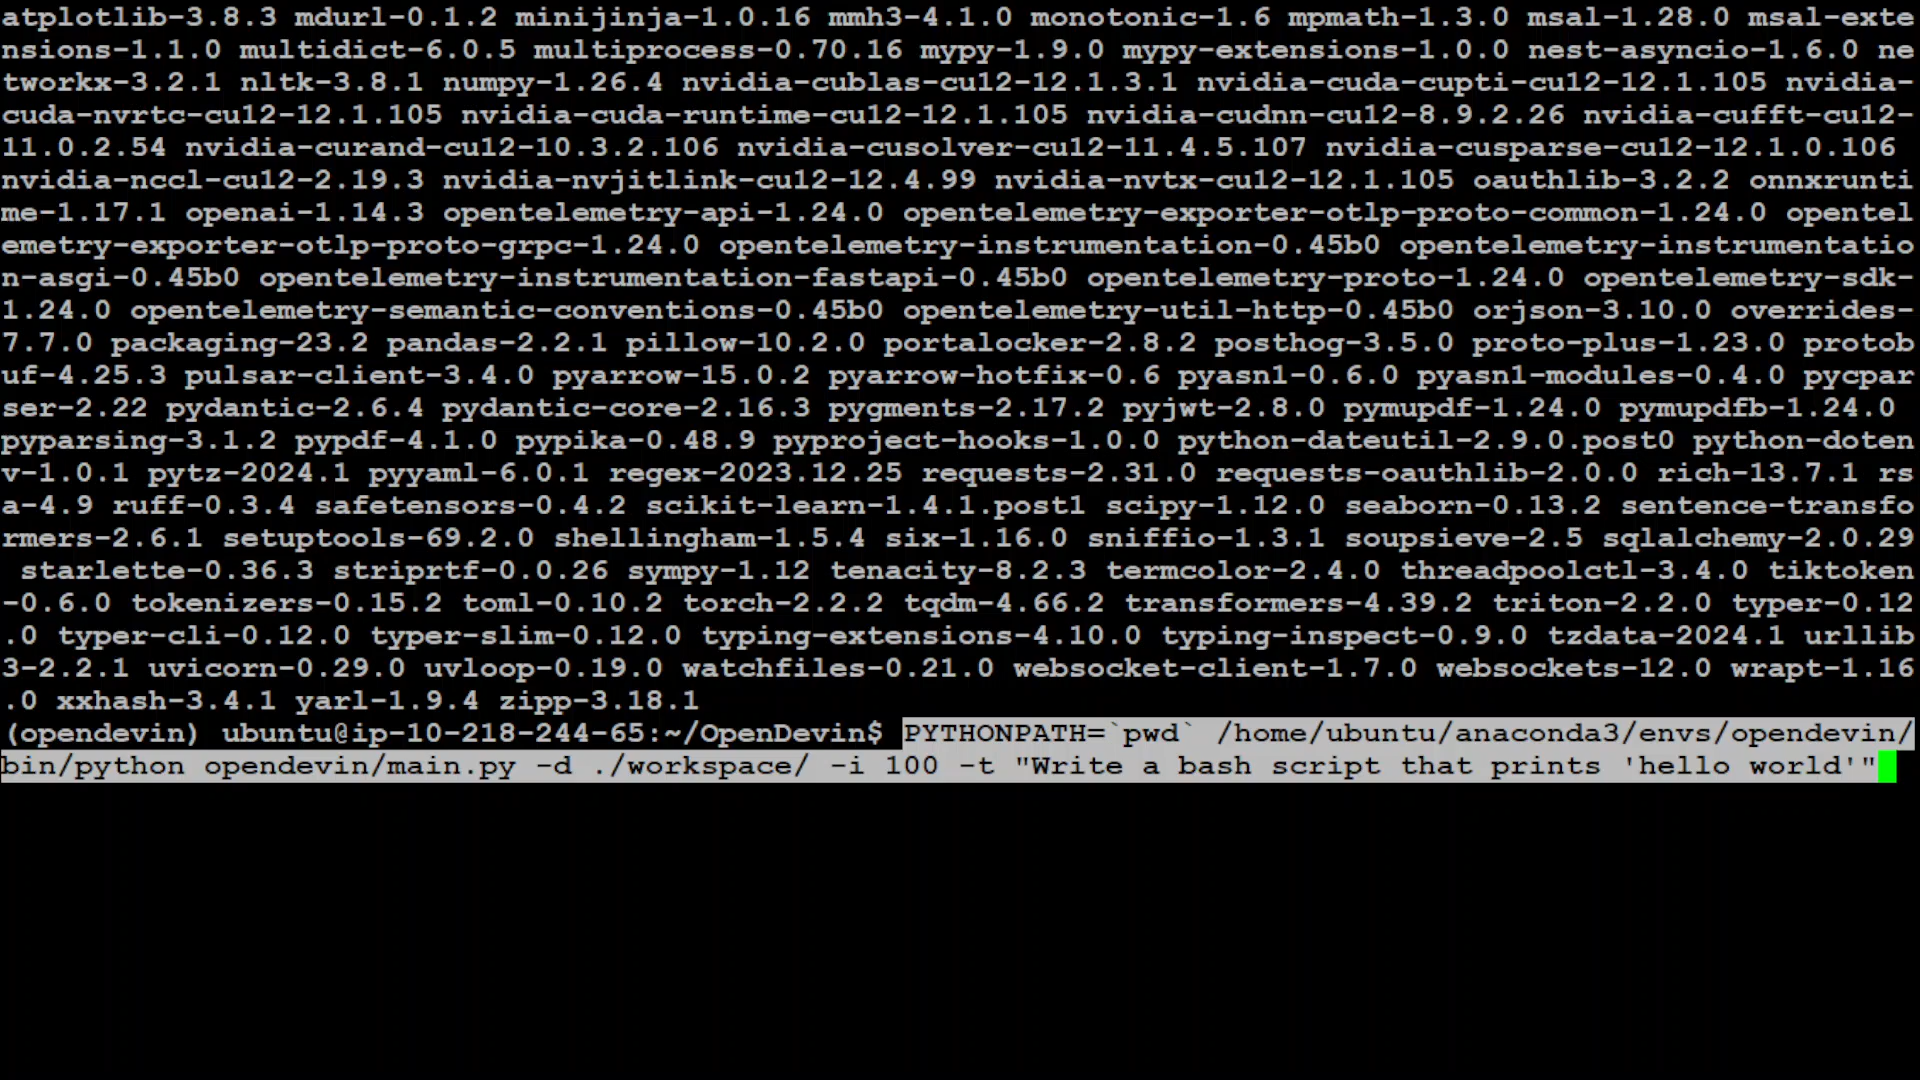 atplotlib-3.8.3 mdurl-0.1.2 minijinja-1.0.16 mmh3-4.1.0 monotonic-1.6 mpmath-1.3.0 msal-1.28.0 msal-exte
nsions-1.1.0 multidict-6.0.5 multiprocess-0.70.16 mypy-1.9.0 mypy-extensions-1.0.0 nest-asyncio-1.6.0 ne
tworkx-3.2.1 nltk-3.8.1 numpy-1.26.4 nvidia-cublas-cu12-12.1.3.1 nvidia-cuda-cupti-cu12-12.1.105 nvidia-
cuda-nvrtc-cu12-12.1.105 nvidia-cuda-runtime-cu12-12.1.105 nvidia-cudnn-cu12-8.9.2.26 nvidia-cufft-cu12-
11.0.2.54 nvidia-curand-cu12-10.3.2.106 nvidia-cusolver-cu12-11.4.5.107 nvidia-cusparse-cu12-12.1.0.106
nvidia-nccl-cu12-2.19.3 nvidia-nvjitlink-cu12-12.4.99 nvidia-nvtx-cu12-12.1.105 oauthlib-3.2.2 onnxrunti
me-1.17.1 openai-1.14.3 opentelemetry-api-1.24.0 opentelemetry-exporter-otlp-proto-common-1.24.0 opentel
emetry-exporter-otlp-proto-grpc-1.24.0 opentelemetry-instrumentation-0.45b0 opentelemetry-instrumentatio
n-asgi-0.45b0 opentelemetry-instrumentation-fastapi-0.45b0 opentelemetry-proto-1.24.0 opentelemetry-sdk-
1.24.0 opentelemetry-semantic-conventions-0.45b0 opentelemetry-util-http-0.45b0 orjson-3.10.0 overrides-
7.7.0 packaging-23.2 pandas-2.2.1 pillow-10.2.0 portalocker-2.8.2 posthog-3.5.0 proto-plus-1.23.0 protob
uf-4.25.3 pulsar-client-3.4.0 pyarrow-15.0.2 pyarrow-hotfix-0.6 pyasn1-0.6.0 pyasn1-modules-0.4.0 pycpar
ser-2.22 pydantic-2.6.4 pydantic-core-2.16.3 pygments-2.17.2 pyjwt-2.8.0 pymupdf-1.24.0 pymupdfb-1.24.0
pyparsing-3.1.2 pypdf-4.1.0 pypika-0.48.9 pyproject-hooks-1.0.0 python-dateutil-2.9.0.post0 python-doten
v-1.0.1 pytz-2024.1 pyyaml-6.0.1 regex-2023.12.25 requests-2.31.0 requests-oauthlib-2.0.0 rich-13.7.1 rs
a-4.9 ruff-0.3.4 safetensors-0.4.2 scikit-learn-1.4.1.post1 scipy-1.12.0 seaborn-0.13.2 sentence-transfo
rmers-2.6.1 setuptools-69.2.0 shellingham-1.5.4 six-1.16.0 sniffio-1.3.1 soupsieve-2.5 sqlalchemy-2.0.29
 starlette-0.36.3 striprtf-0.0.26 sympy-1.12 tenacity-8.2.3 termcolor-2.4.0 threadpoolctl-3.4.0 tiktoken
-0.6.0 tokenizers-0.15.2 toml-0.10.2 torch-2.2.2 tqdm-4.66.2 transformers-4.39.2 triton-2.2.0 typer-0.12
.0 typer-cli-0.12.0 typer-slim-0.12.0 typing-extensions-4.10.0 typing-inspect-0.9.0 tzdata-2024.1 urllib
3-2.2.1 uvicorn-0.29.0 uvloop-0.19.0 watchfiles-0.21.0 websocket-client-1.7.0 websockets-12.0 wrapt-1.16
.0 xxhash-3.4.1 yarl-1.9.4 zipp-3.18.1
(opendevin) ubuntu@ip-10-218-244-65:~/OpenDevin$ PYTHONPATH=`pwd` /home/ubuntu/anaconda3/envs/opendevin/
bin/python opendevin/main.py -d ./workspace/ -i 100 -t "Write a bash script that prints 'hello world'"